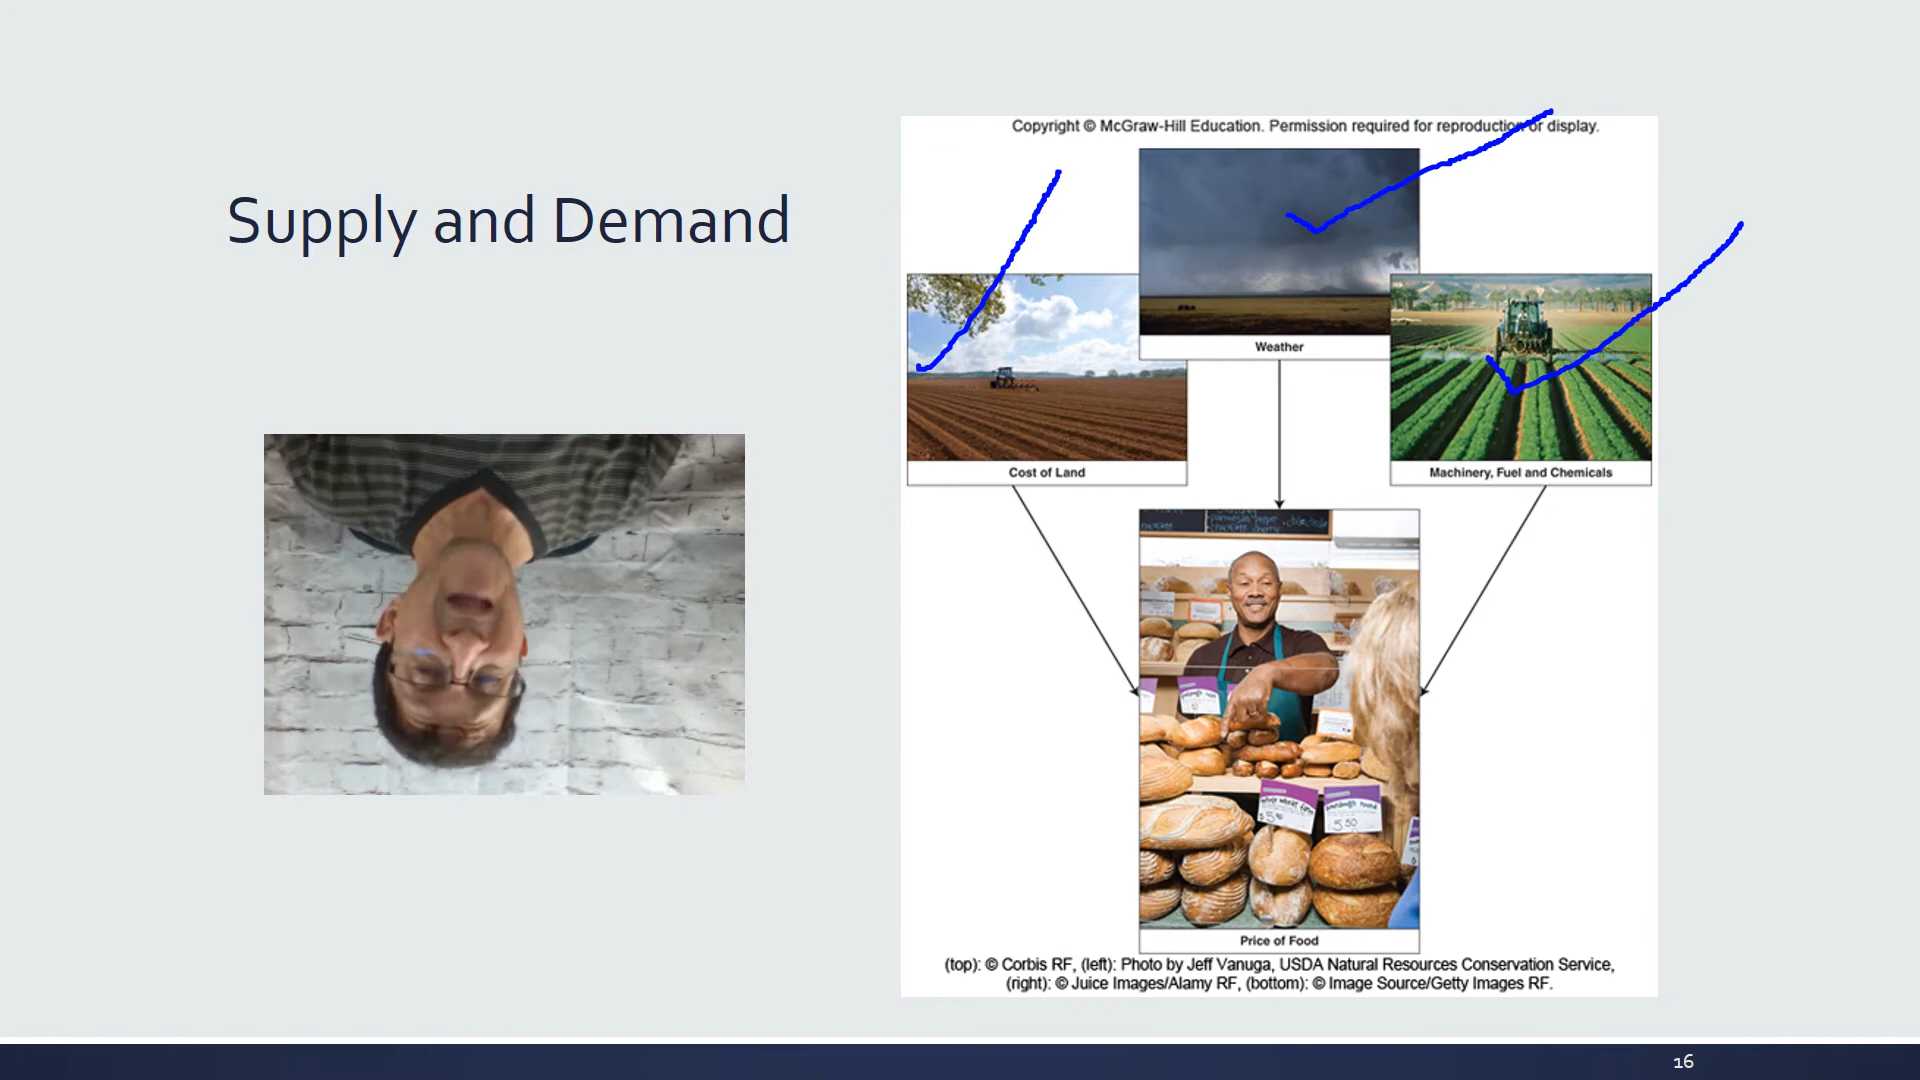 Supply and Demand
Copyright © McGraw-Hill Education. Permission required for reproduction or display.
Weather
Cost of Land
Machinery, Fuel and Chemicals
Price of Food
(top): © Corbis RF, (left): Photo by Jeff Vanuga, USDA Natural Resources Conservation Service,
(right): © Juice Images/Alamy RF, (bottom): © Image Source/Getty Images RF.
16